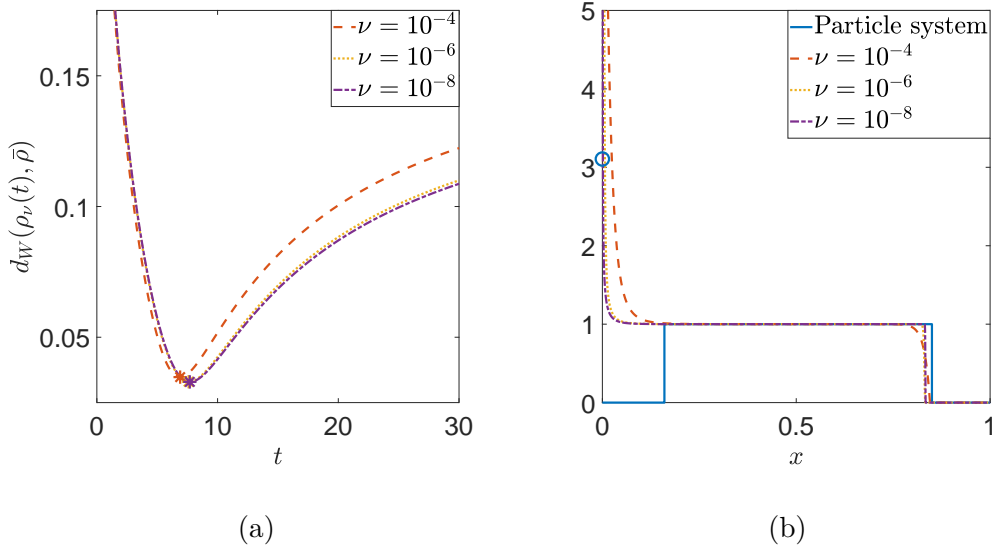 0.15
0.1
0.05
0 10 20 30
t
d_W(ρ_ν(t), ρ̄)
ν = 10⁻⁴
ν = 10⁻⁶
ν = 10⁻⁸
(a)
5
4
3
2
1
0
0 0.5 1
x
Particle system
ν = 10⁻⁴
ν = 10⁻⁶
ν = 10⁻⁸
(b)